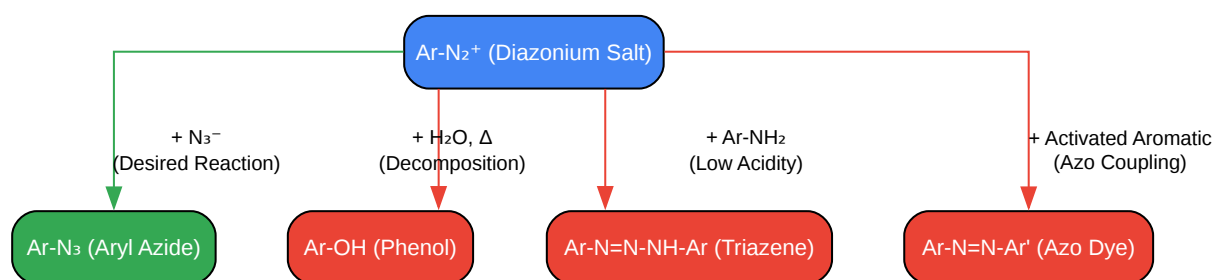 Ar-N₂⁺ (Diazonium Salt)
+ N₃⁻
(Desired Reaction)
+ H₂O, Δ
(Decomposition)
+ Ar-NH₂
(Low Acidity)
+ Activated Aromatic
(Azo Coupling)
Ar-N₃ (Aryl Azide)
Ar-OH (Phenol)
Ar-N=N-NH-Ar (Triazene)
Ar-N=N-Ar' (Azo Dye)